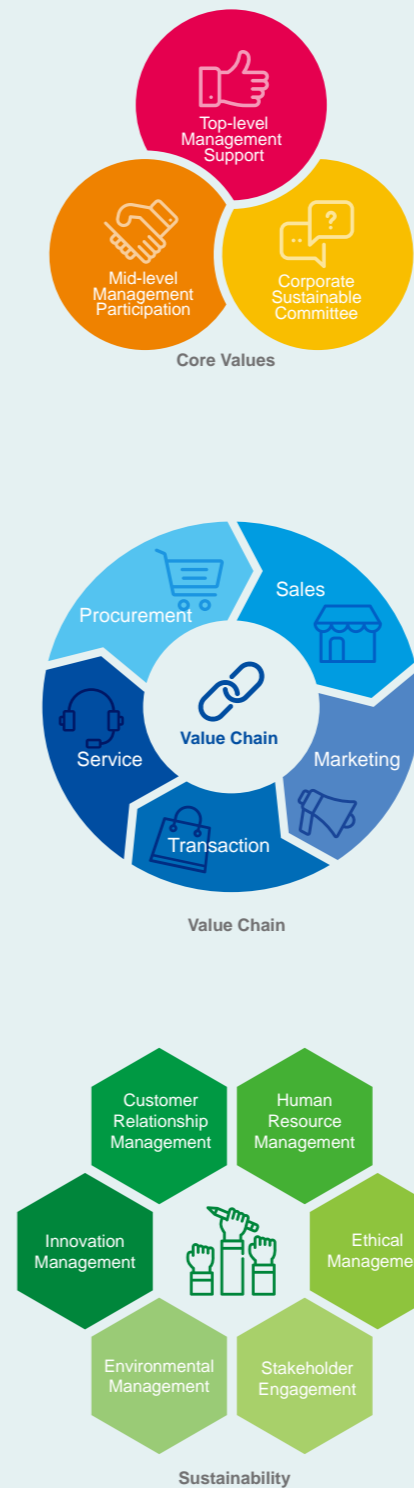 Top-level
Management
Support
Mid-level
Management
Participation
?
Corporate
Sustainable
Committee
Core Values
Procurement
Sales
Value Chain
Service
Marketing
Transaction
Value Chain
Customer
Relationship
Management
Human
Resource
Management
Innovation
Management
Ethical
Manageme
Environmental
Management
Stakeholder
Engagement
Sustainability